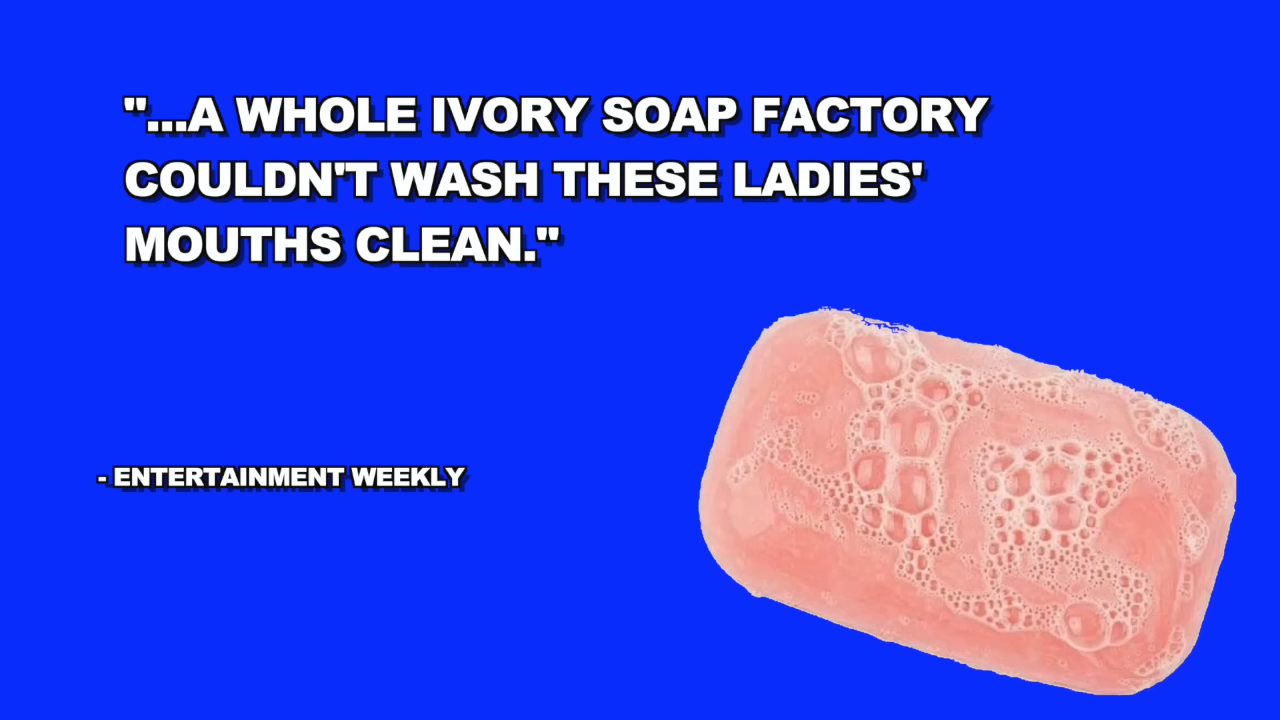 "...A WHOLE IVORY SOAP FACTORY
COULDN'T WASH THESE LADIES'
MOUTHS CLEAN."
- ENTERTAINMENT WEEKLY